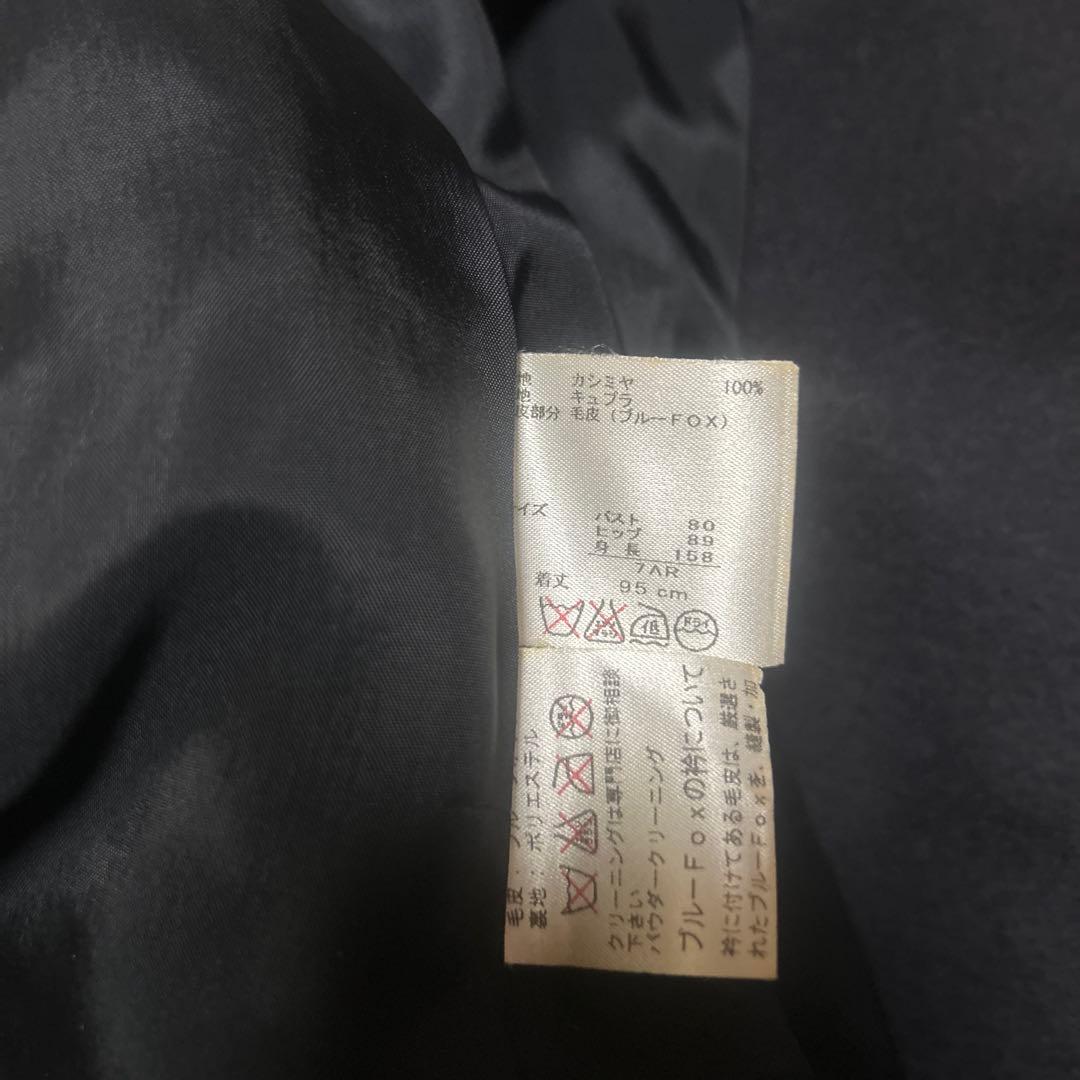 地 カシミヤ 100%
地 キュプラ
皮部分 毛皮(ブルーFOX)
イズ
バスト 80
ヒップ 89
身長 158
7AR
着丈 95cm
低 ドライ
毛皮:
裏地:ポリエステル
クリーニングは専門店に御相談
下さい
パウダークリーニング
ブルーFoxの衿について
衿に付けてある毛皮は、厳選さ
れたブルーFoxを、縫製・加